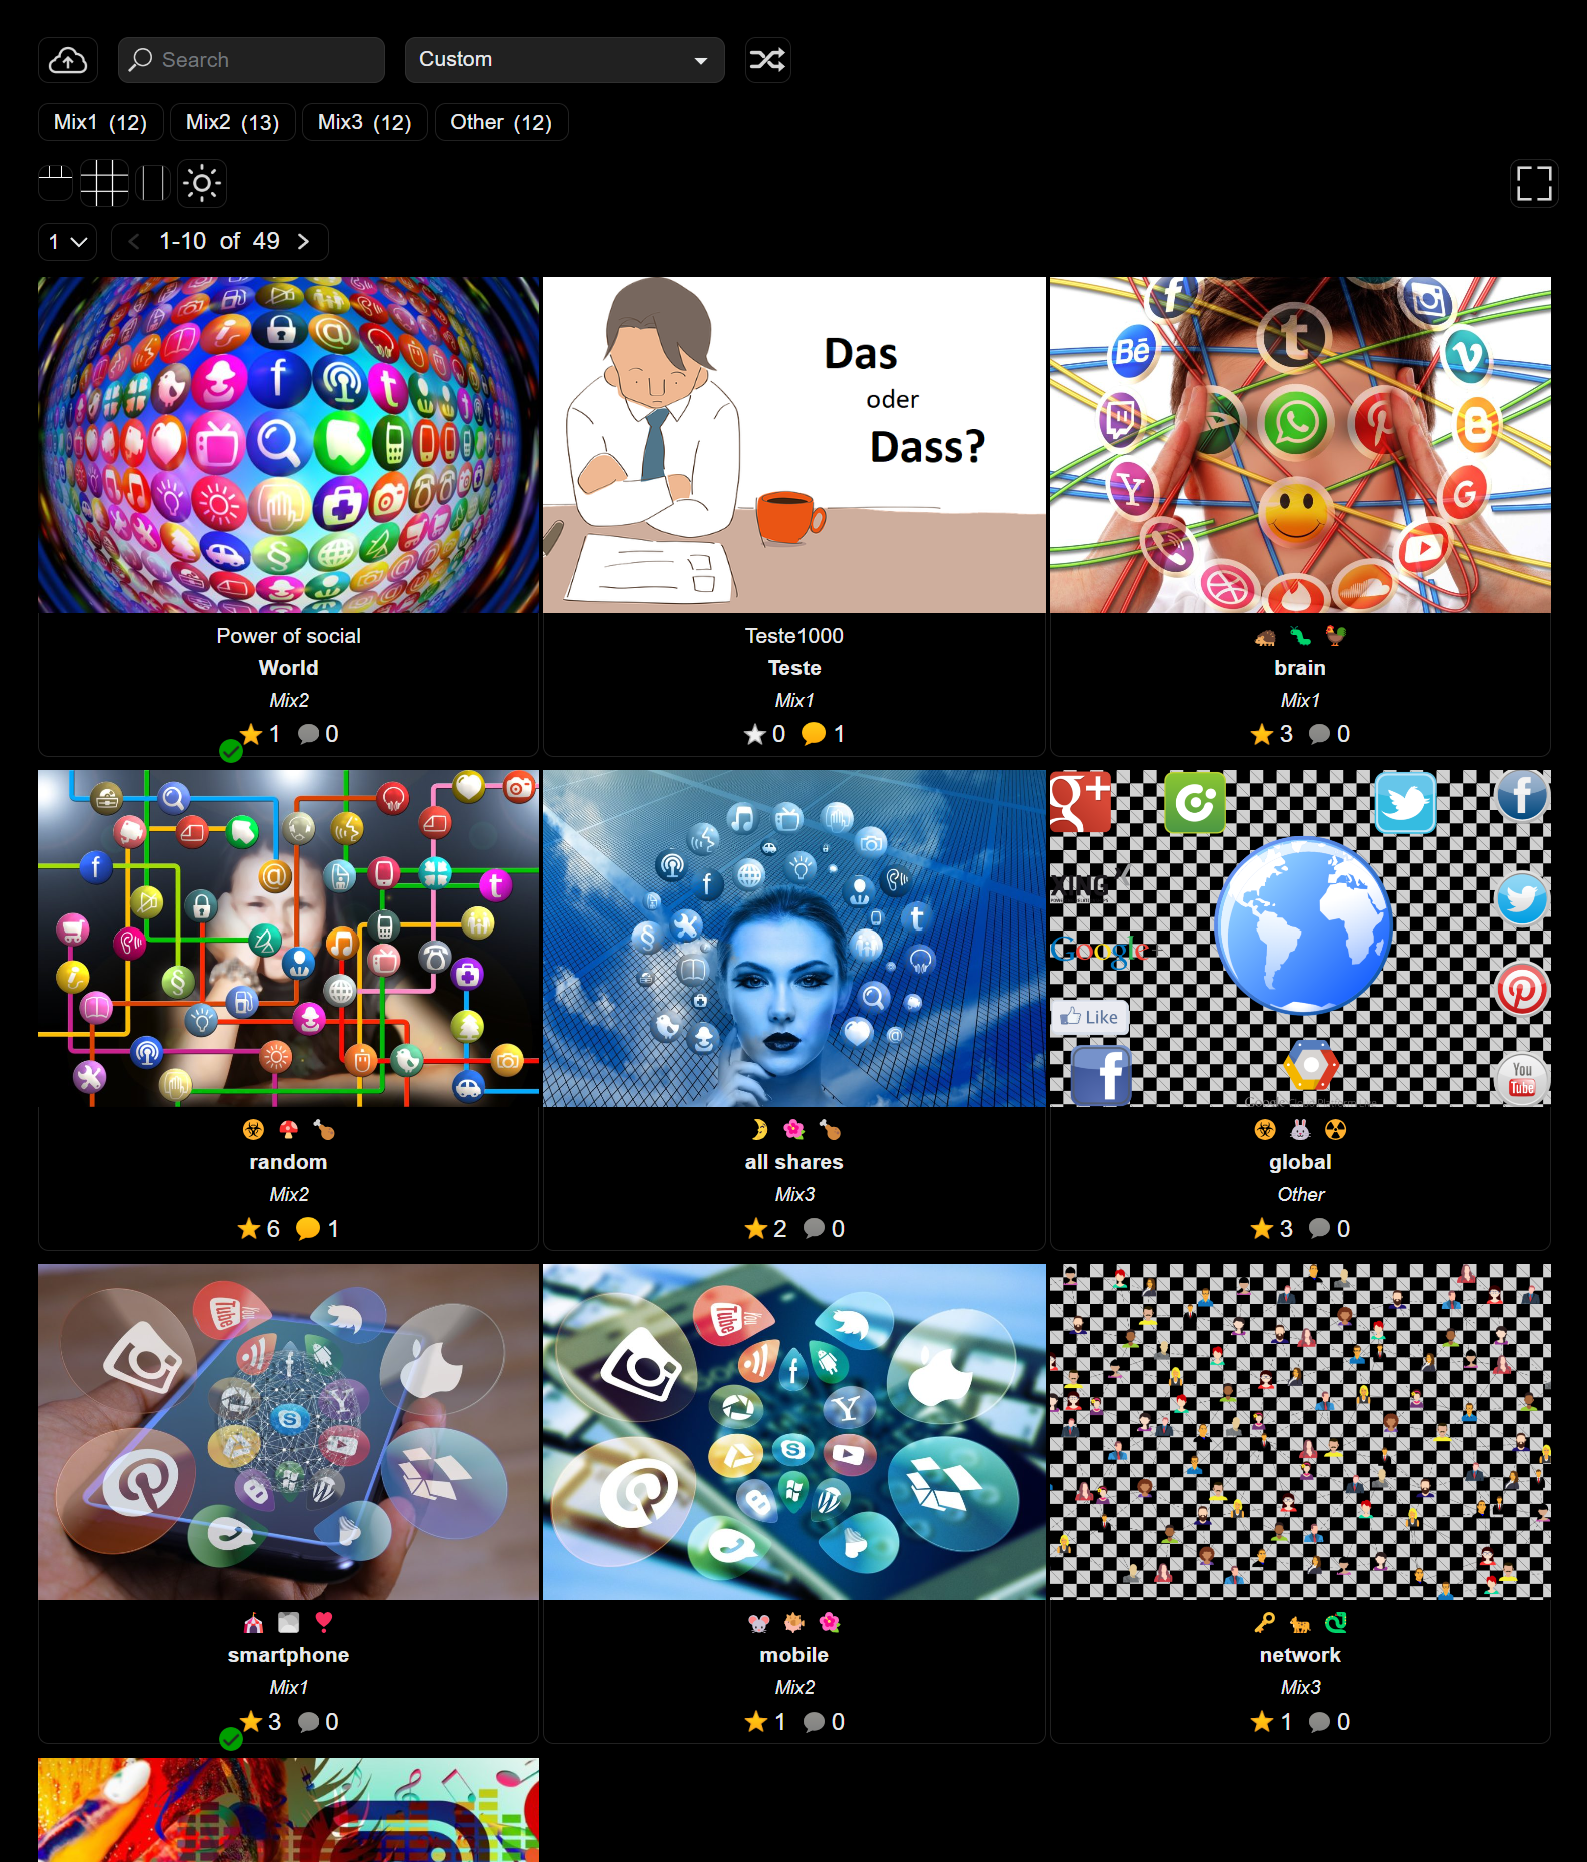 Search
Custom
Mix1 (12)
Mix2 (13)
Mix3 (12)
Other (12)
1
1-10 of 49
Das
oder
Dass?
Bē
Power of social
World
Mix2
1
0
Teste1000
Teste
Mix1
0
1
brain
Mix1
3
0
g+
XING
Google
Like
You
Tube
random
Mix2
6
1
all shares
Mix3
2
0
global
Other
3
0
smartphone
Mix1
3
0
mobile
Mix2
1
0
network
Mix3
1
0